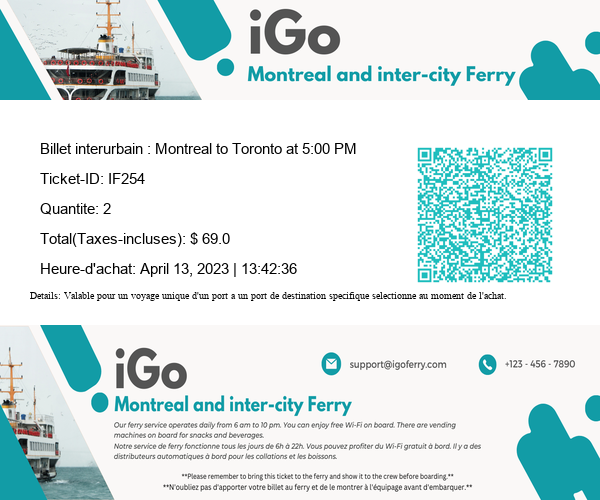 iGo
Montreal and inter-city Ferry
Billet interurbain : Montreal to Toronto at 5:00 PM
Ticket-ID: IF254
Quantite: 2
Total(Taxes-incluses): $ 69.0
Heure-d'achat: April 13, 2023 | 13:42:36
Details: Valable pour un voyage unique d'un port a un port de destination specifique selectionne au moment de l'achat.
iGo
support@igoferry.com
+123 - 456 - 7890
Montreal and inter-city Ferry
Our ferry service operates daily from 6 am to 10 pm. You can enjoy free Wi-Fi on board. There are vending
machines on board for snacks and beverages.
Notre service de ferry fonctionne tous les jours de 6h à 22h. Vous pouvez profiter du Wi-Fi gratuit à bord. Il y a des
distributeurs automatiques à bord pour les collations et les boissons.
**Please remember to bring this ticket to the ferry and show it to the crew before boarding.**
**N'oubliez pas d'apporter votre billet au ferry et de le montrer à l'équipage avant d'embarquer.**